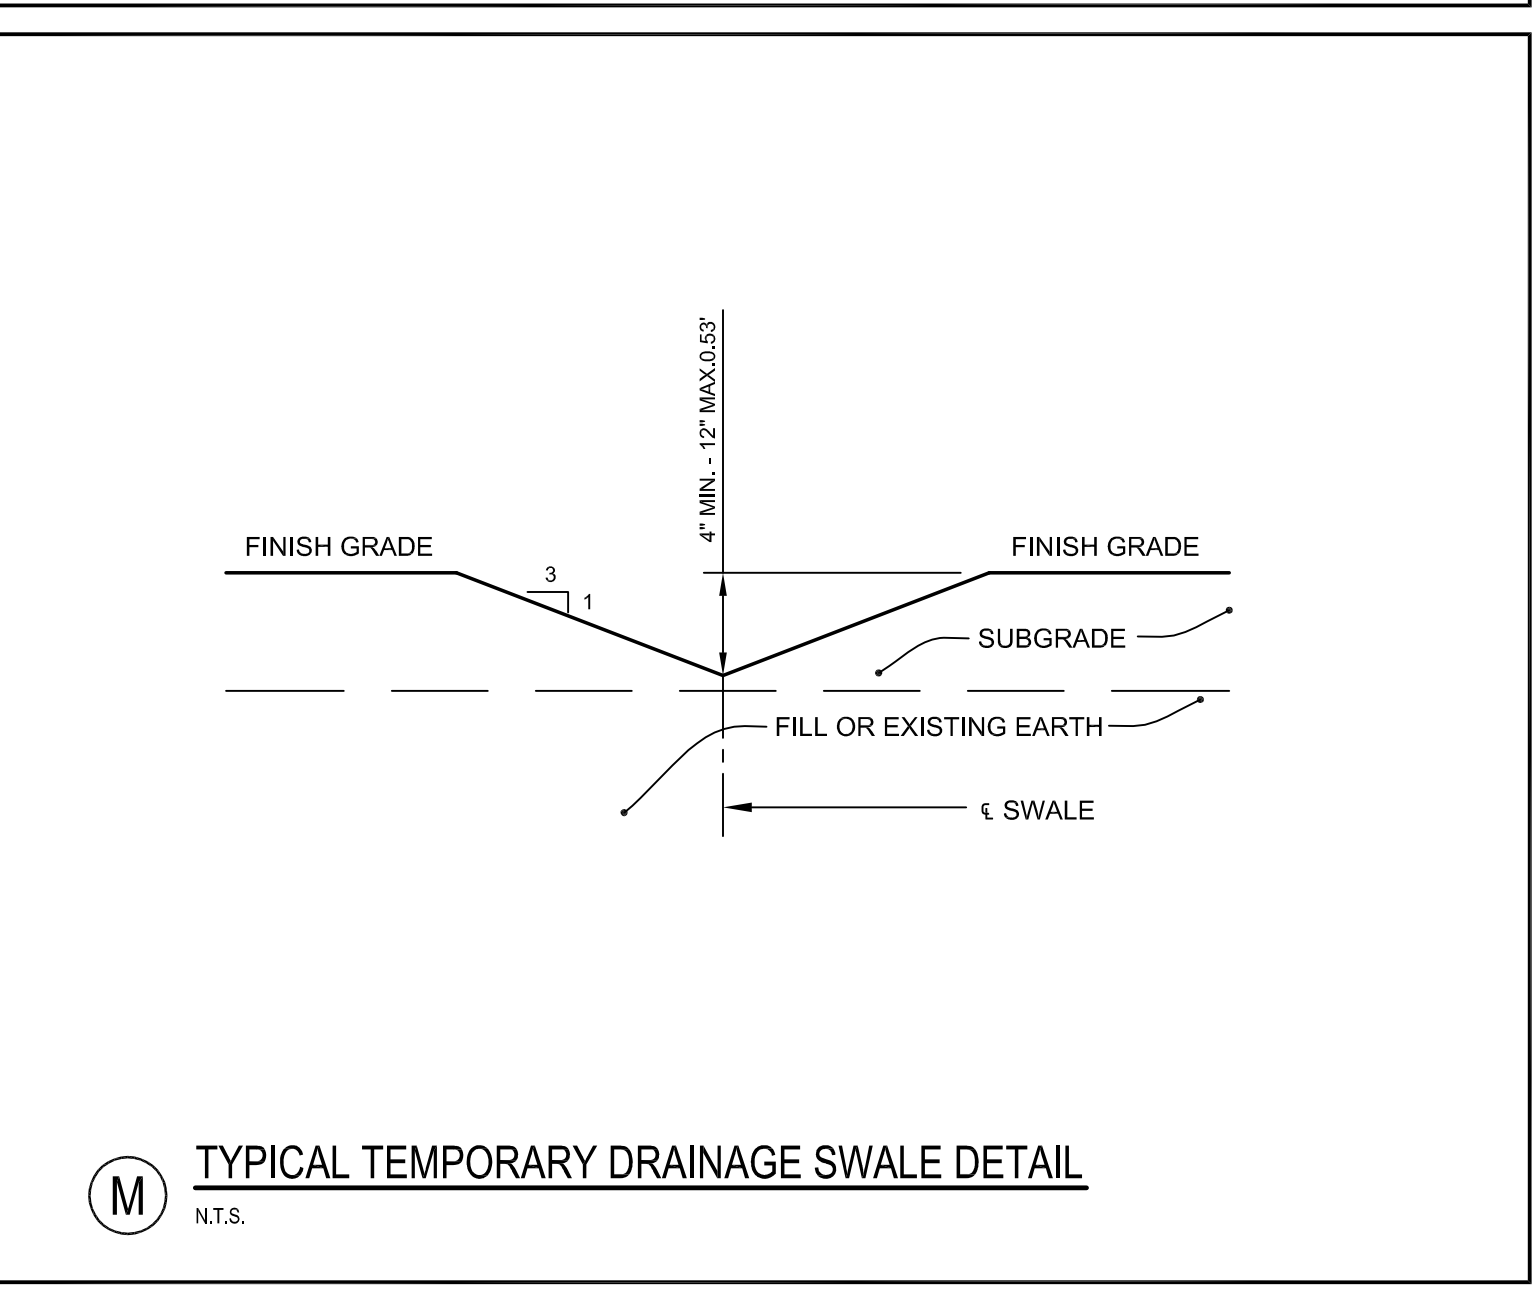 4" MIN. - 12" MAX.0.53'
FINISH GRADE
FINISH GRADE
3
1
SUBGRADE
FILL OR EXISTING EARTH
℄ SWALE
TYPICAL TEMPORARY DRAINAGE SWALE DETAIL
M
N.T.S.